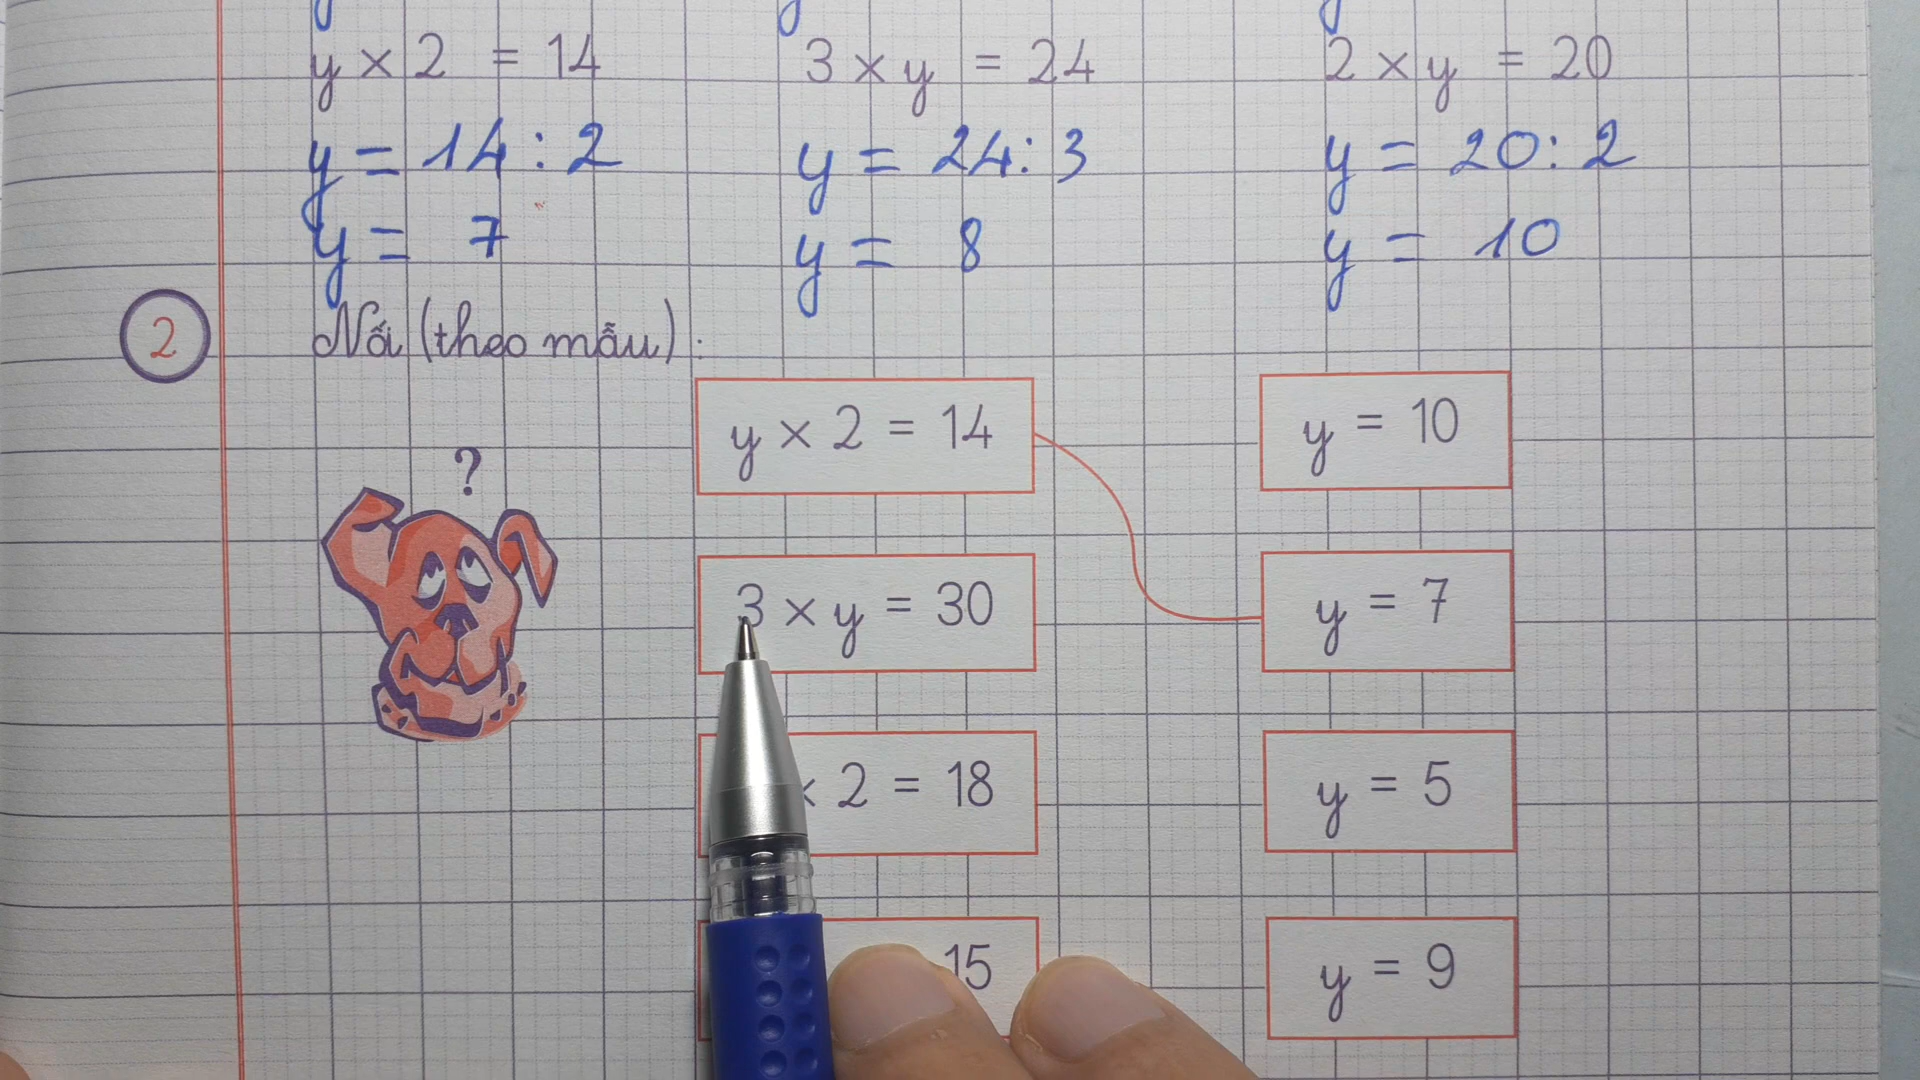 y × 2 = 14
3 × y = 24
2 × y = 20
y = 14 : 2
y = 24 : 3
y = 20 : 2
y = 7
y = 8
y = 10
2
Nối (theo mẫu) :
y × 2 = 14
y = 10
?
3 × y = 30
y = 7
× 2 = 18
y = 5
15
y = 9